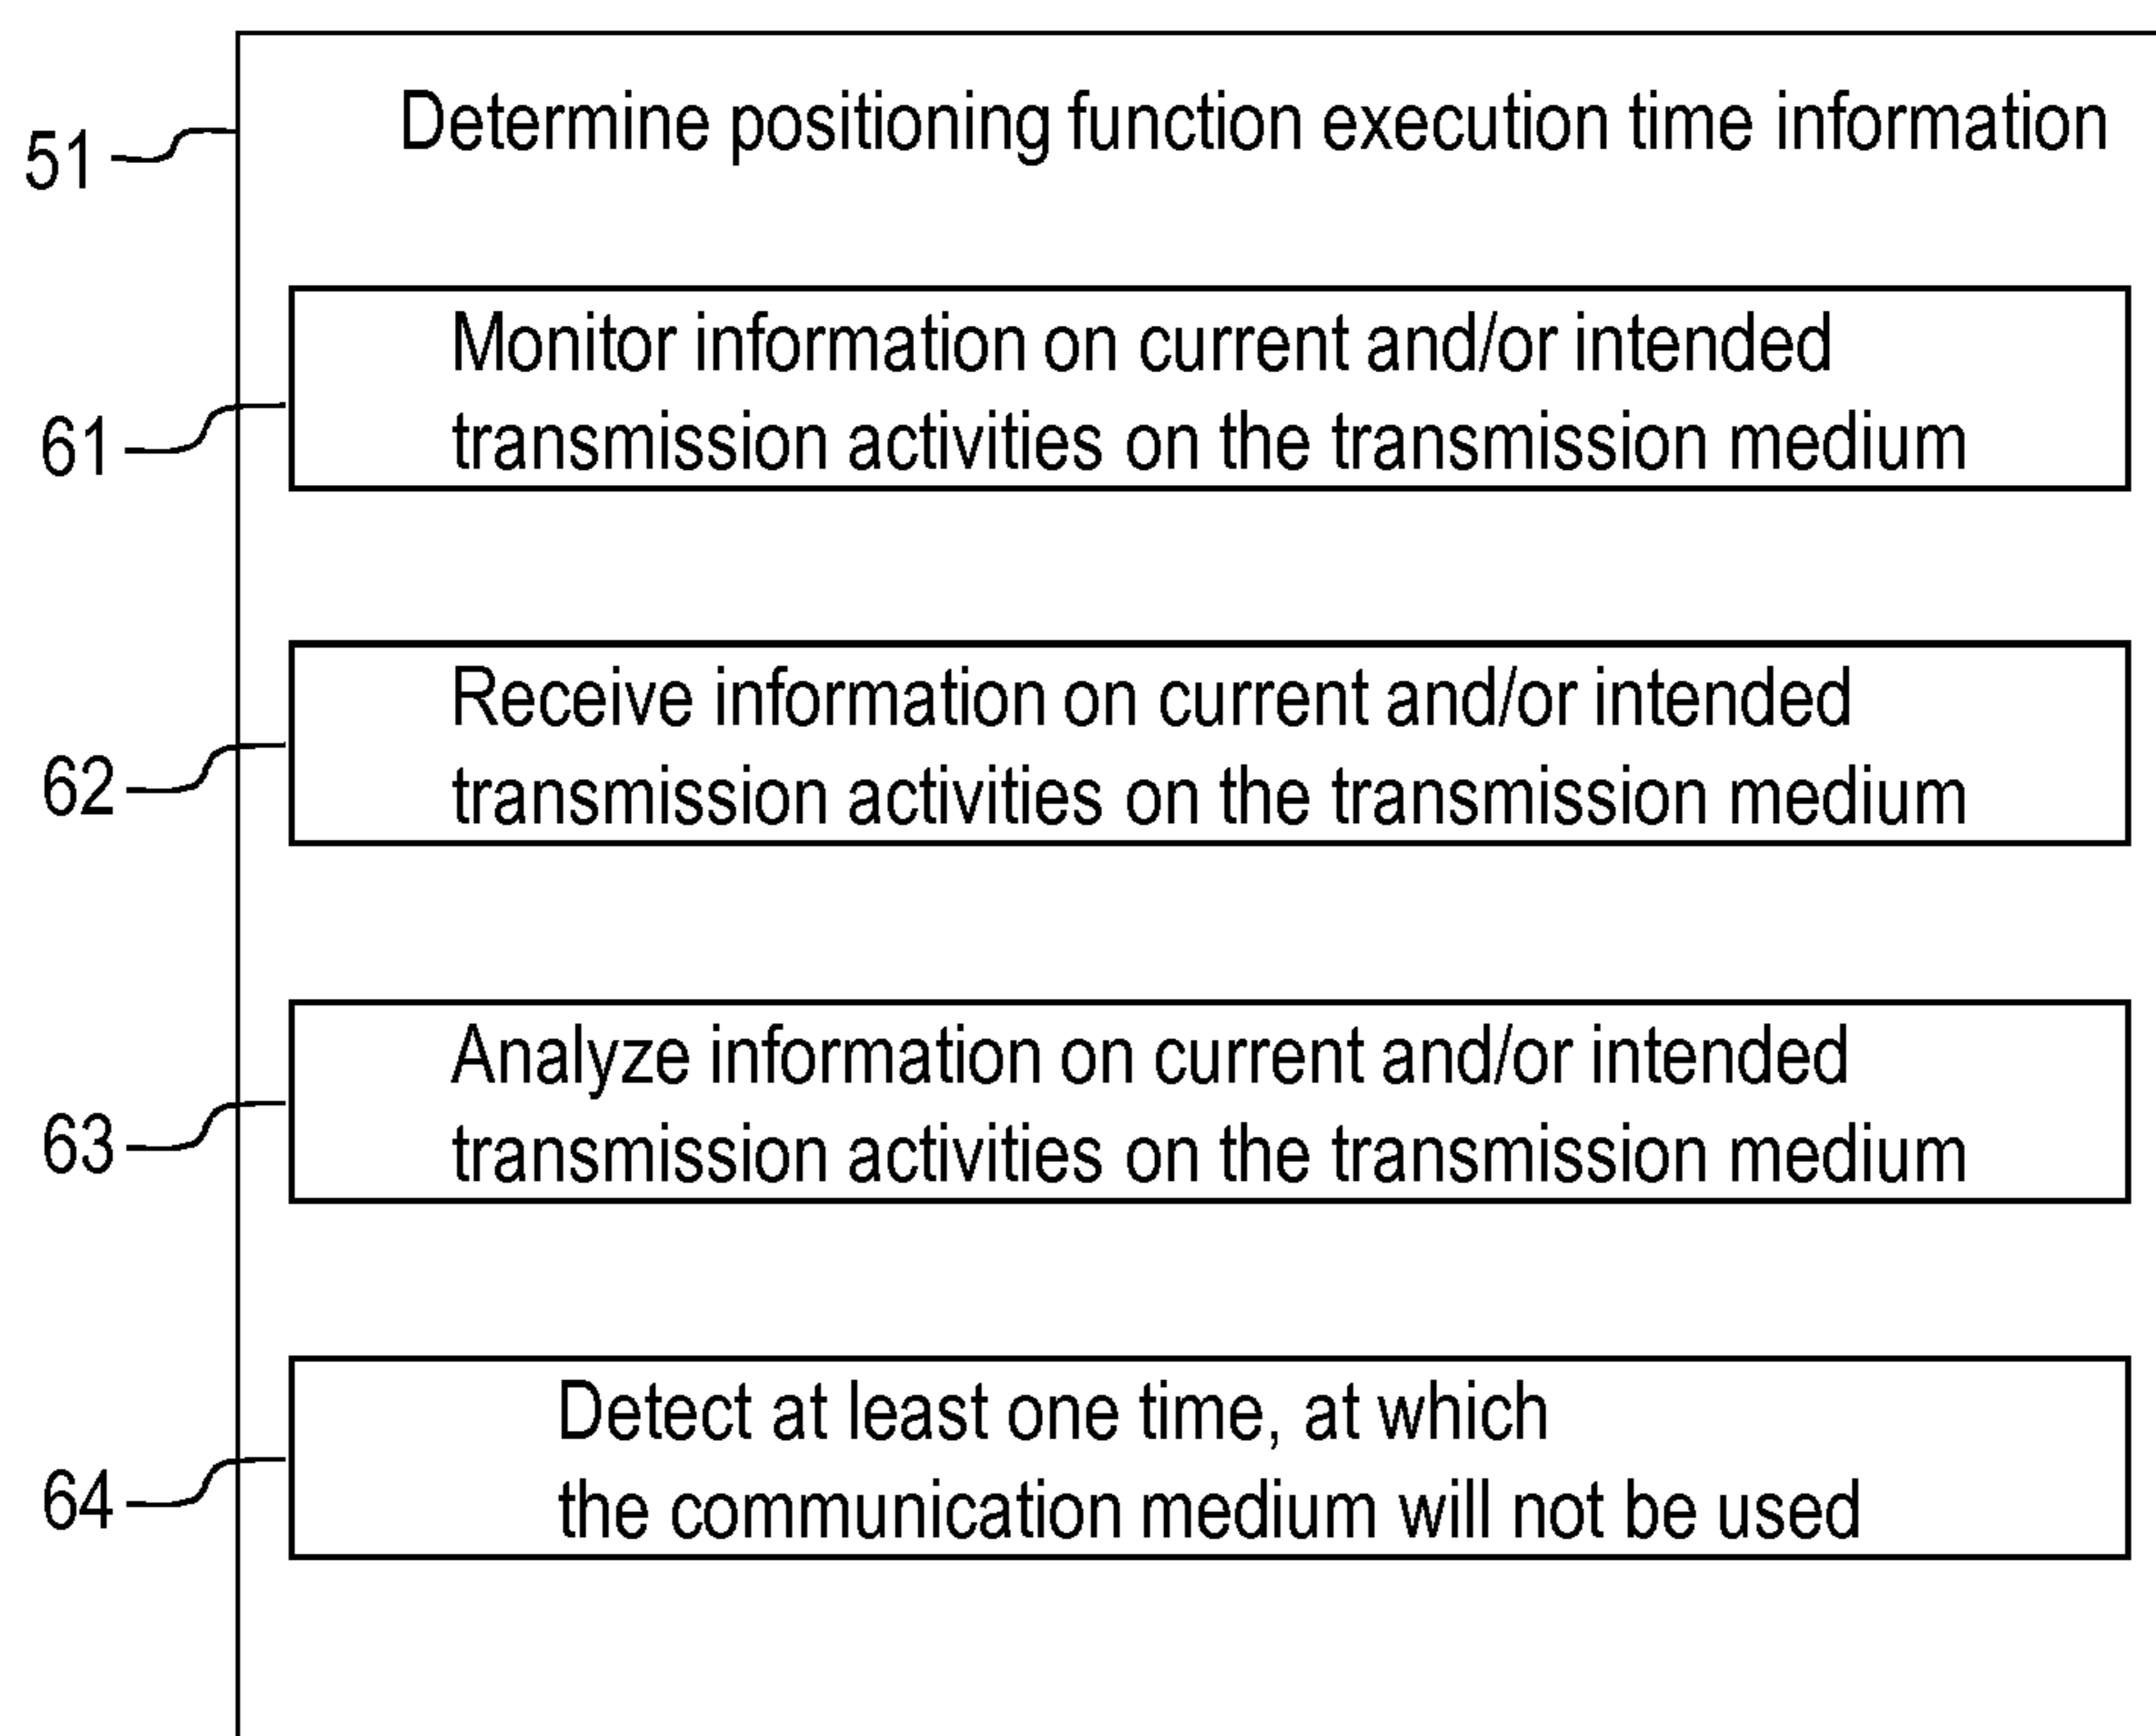 Determine positioning function execution time information
51
Monitor information on current and/or intended
transmission activities on the transmission medium
61
Receive information on current and/or intended
transmission activities on the transmission medium
62
Analyze information on current and/or intended
transmission activities on the transmission medium
63
Detect at least one time, at which
the communication medium will not be used
64